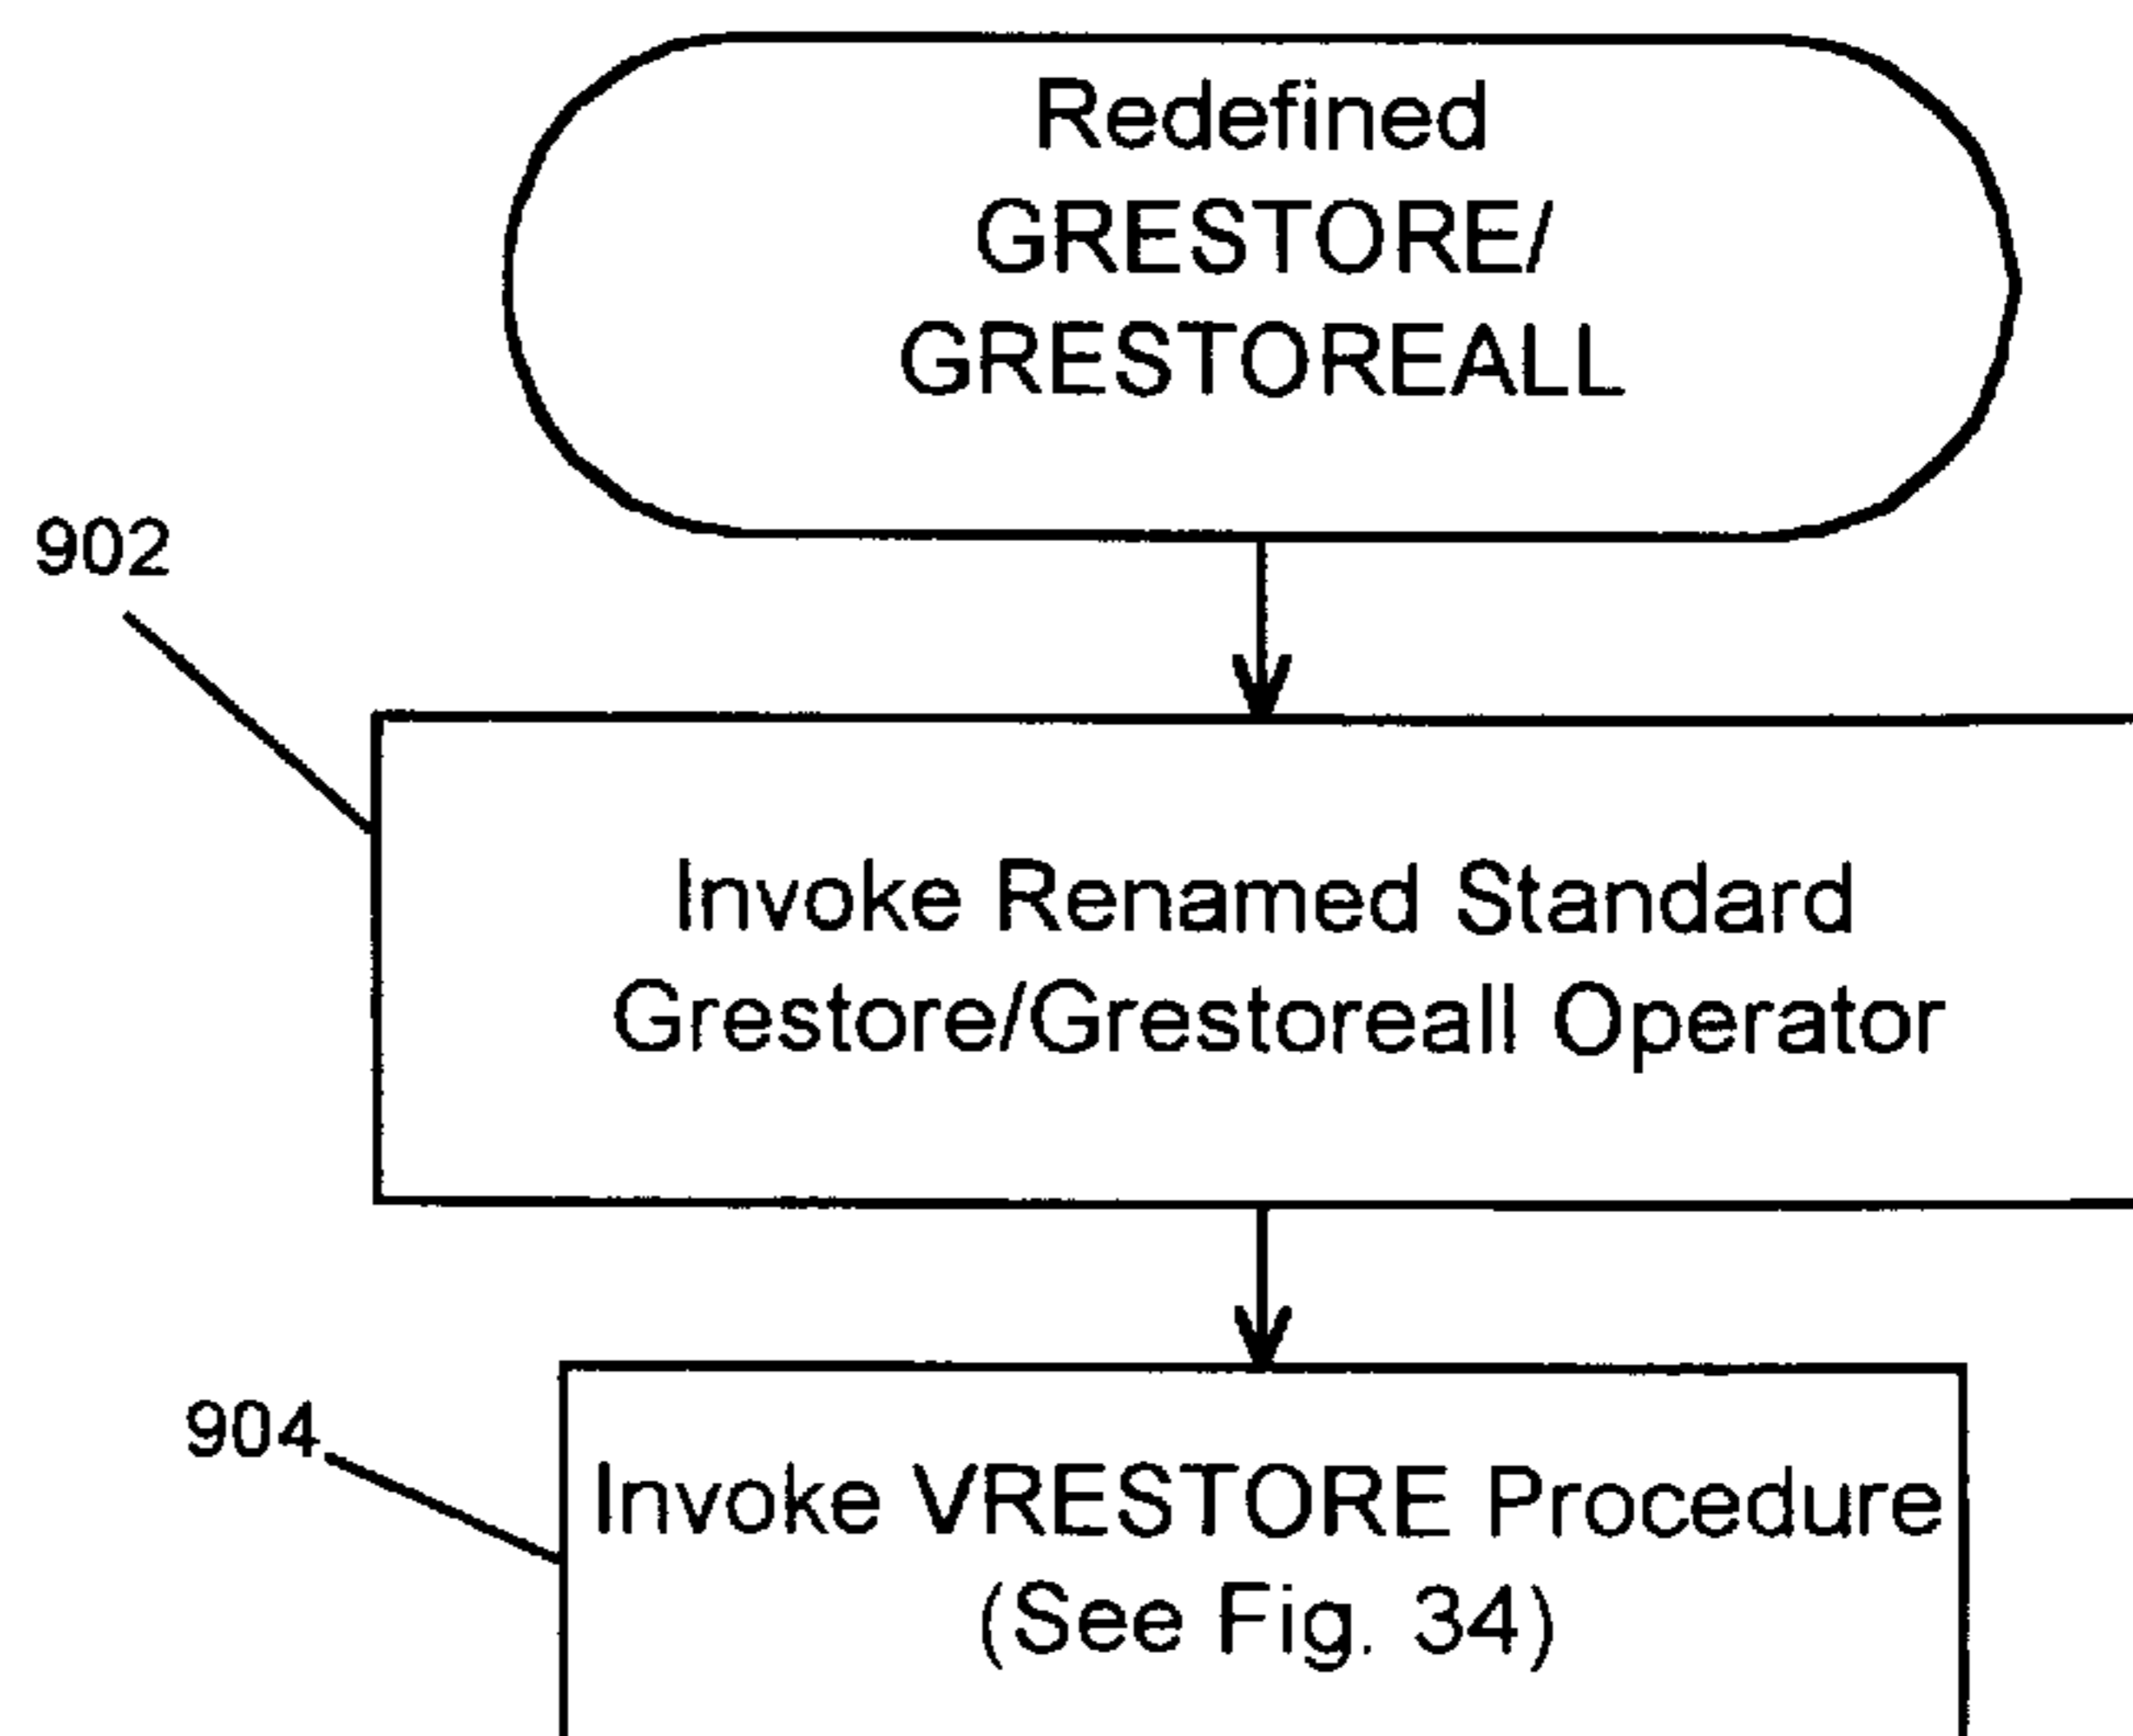 Redefined
GRESTORE/
GRESTOREALL
902
Invoke Renamed Standard
Grestore/Grestoreall Operator
904
Invoke VRESTORE Procedure
(See Fig. 34)